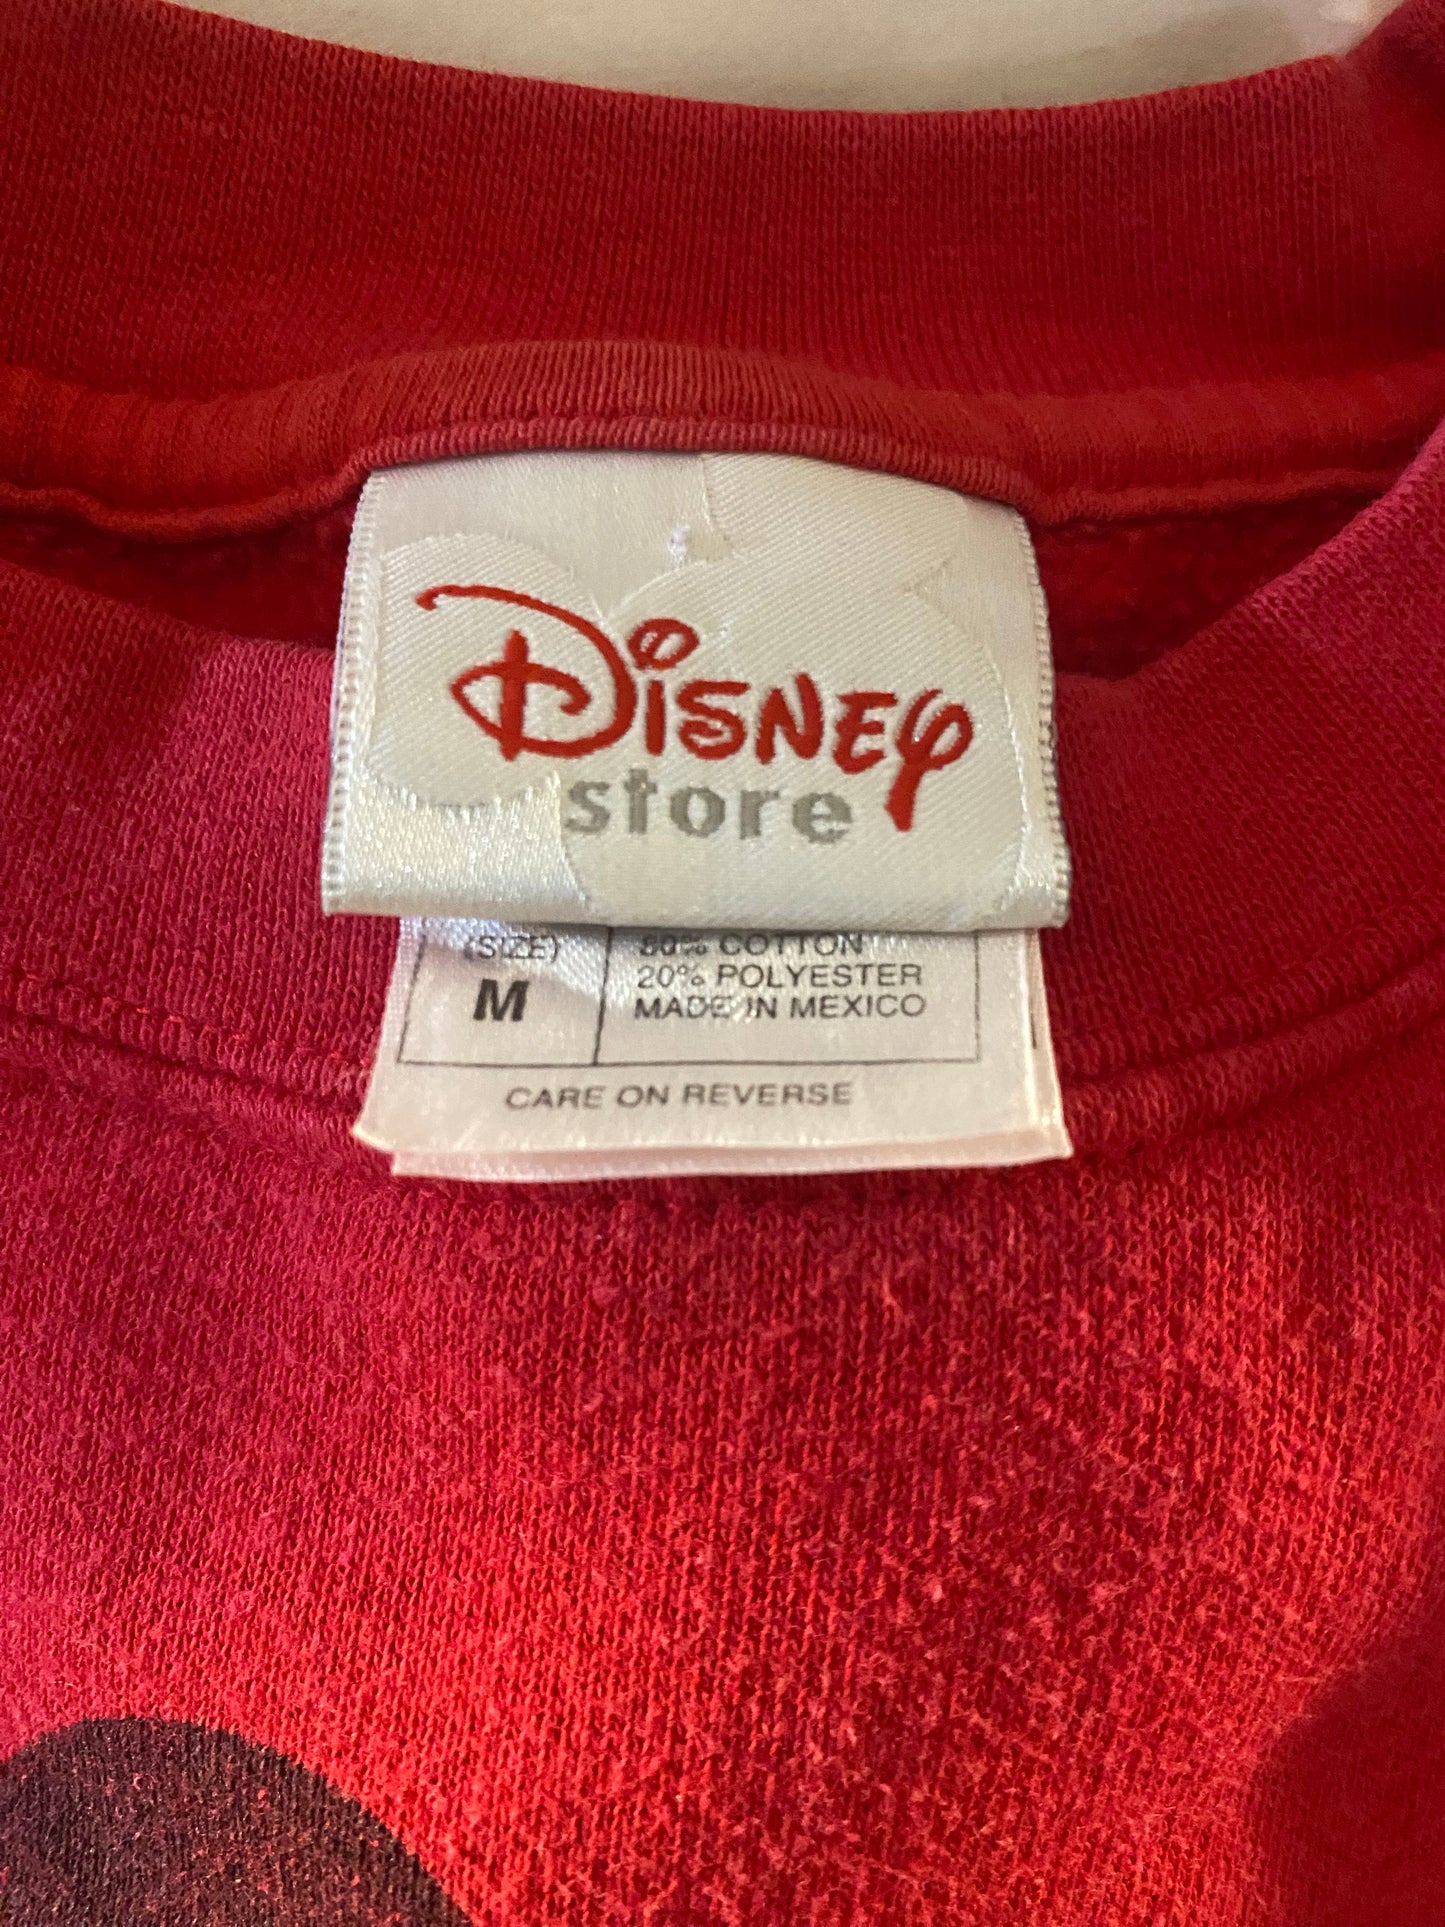 Disney
store
(SIZE)
M
80% COTTON
20% POLYESTER
MADE IN MEXICO
CARE ON REVERSE